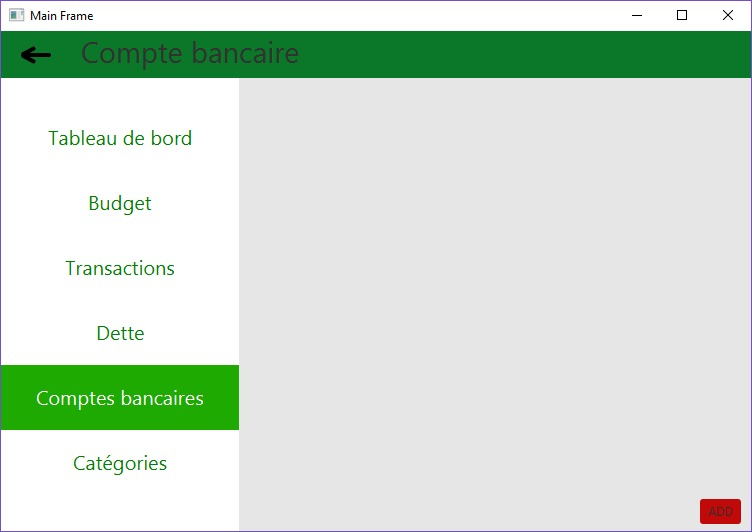 Main Frame
Compte bancaire
Tableau de bord
Budget
Transactions
Dette
Comptes bancaires
Catégories
ADD